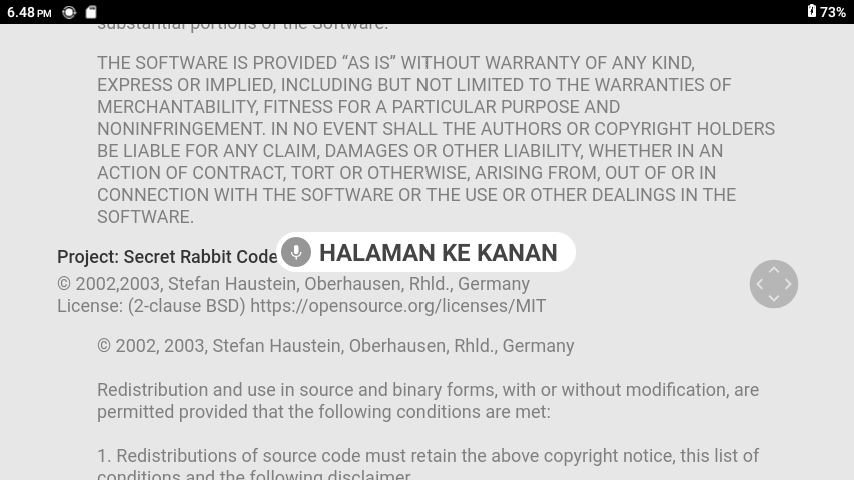 6.48 PM 73%
substantial portions of the Software.
THE SOFTWARE IS PROVIDED “AS IS” WITHOUT WARRANTY OF ANY KIND,
EXPRESS OR IMPLIED, INCLUDING BUT NOT LIMITED TO THE WARRANTIES OF
MERCHANTABILITY, FITNESS FOR A PARTICULAR PURPOSE AND
NONINFRINGEMENT. IN NO EVENT SHALL THE AUTHORS OR COPYRIGHT HOLDERS
BE LIABLE FOR ANY CLAIM, DAMAGES OR OTHER LIABILITY, WHETHER IN AN
ACTION OF CONTRACT, TORT OR OTHERWISE, ARISING FROM, OUT OF OR IN
CONNECTION WITH THE SOFTWARE OR THE USE OR OTHER DEALINGS IN THE
SOFTWARE.
Project: Secret Rabbit Code
HALAMAN KE KANAN
© 2002,2003, Stefan Haustein, Oberhausen, Rhld., Germany
License: (2-clause BSD) https://opensource.org/licenses/MIT
© 2002, 2003, Stefan Haustein, Oberhausen, Rhld., Germany
Redistribution and use in source and binary forms, with or without modification, are
permitted provided that the following conditions are met:
1. Redistributions of source code must retain the above copyright notice, this list of
conditions and the following disclaimer.